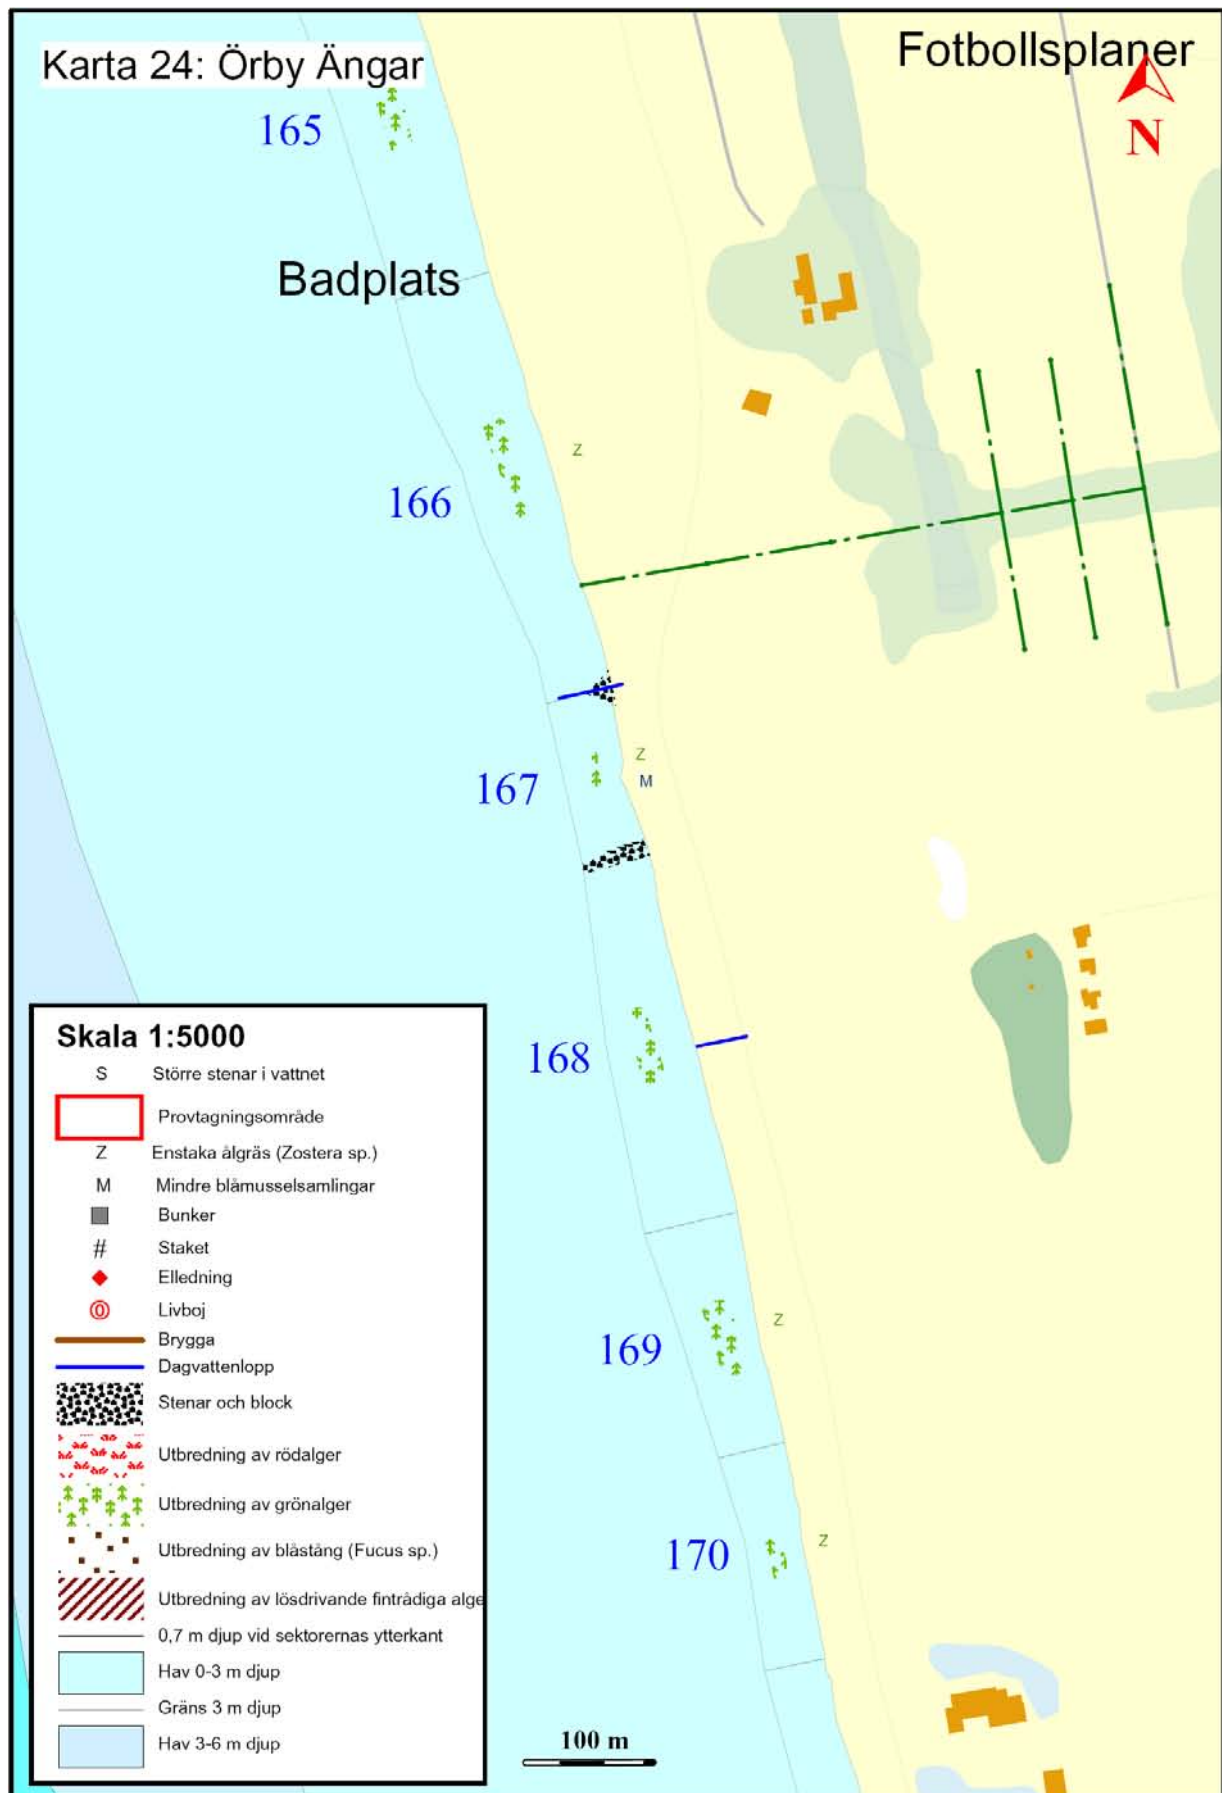 Karta 24: Örby Ängar
Fotbollsplaner
N
165
Badplats
Z
166
Z
167
M
168
Z
169
Z
170
Skala 1:5000
S Större stenar i vattnet
Provtagningsområde
Z Enstaka ålgräs (Zostera sp.)
M Mindre blåmusselsamlingar
Bunker
# Staket
Elledning
Livboj
Brygga
Dagvattenlopp
Stenar och block
Utbredning av rödalger
Utbredning av grönalger
Utbredning av blåstång (Fucus sp.)
Utbredning av lösdrivande fintrådiga alge
0,7 m djup vid sektorernas ytterkant
Hav 0-3 m djup
Gräns 3 m djup
Hav 3-6 m djup
100 m